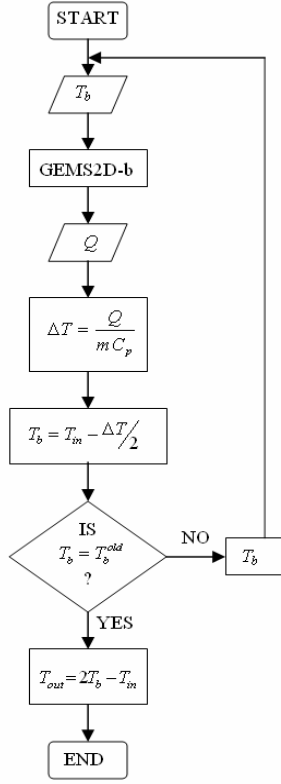 START
T_b
GEMS2D-b
Q
ΔT = Q / m C_p
T_b = T_in − ΔT/2
IS
T_b = T_b^old
?
NO
T_b
YES
T_out = 2T_b − T_in
END